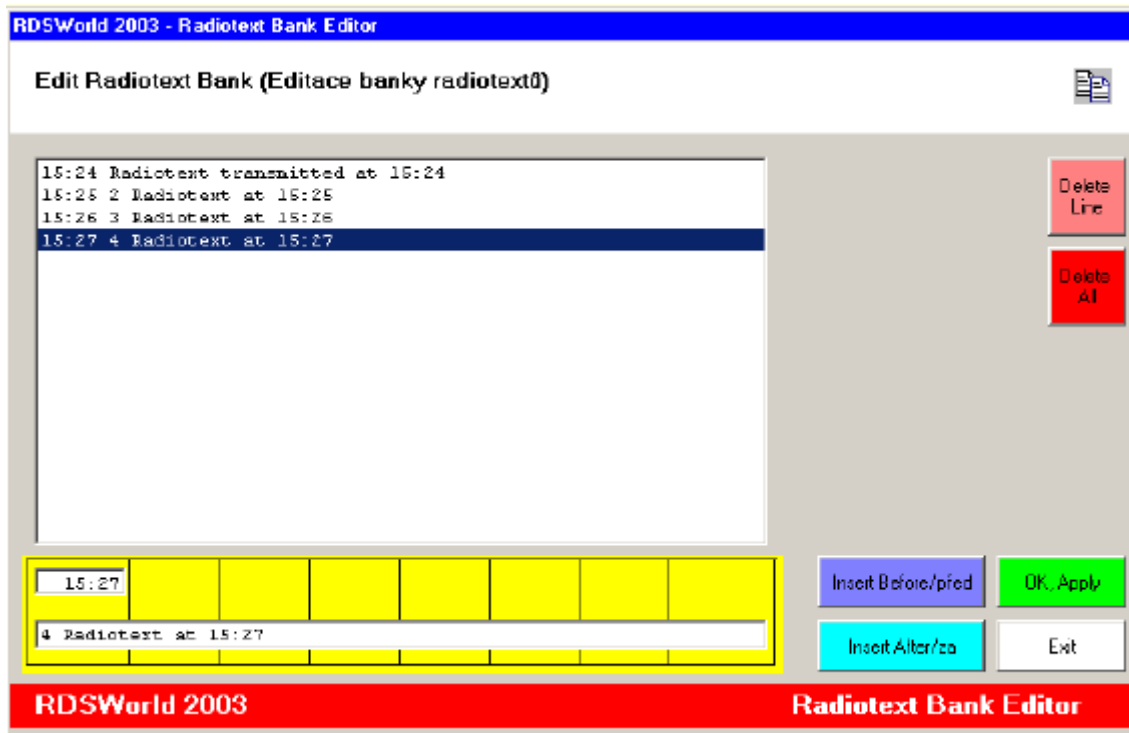 RDSWorld 2003 - Radiotext Bank Editor
Edit Radiotext Bank (Editace banky radiotextů)
15:24 Radiotext transmitted at 15:24
15:25 2 Radiotext at 15:25
15:26 3 Radiotext at 15:26
15:27 4 Radiotext at 15:27
Delete
Line
Delete
All
15:27
4 Radiotext at 15:27
Insert Before/před
OK, Apply
Insert After/za
Exit
RDSWorld 2003
Radiotext Bank Editor